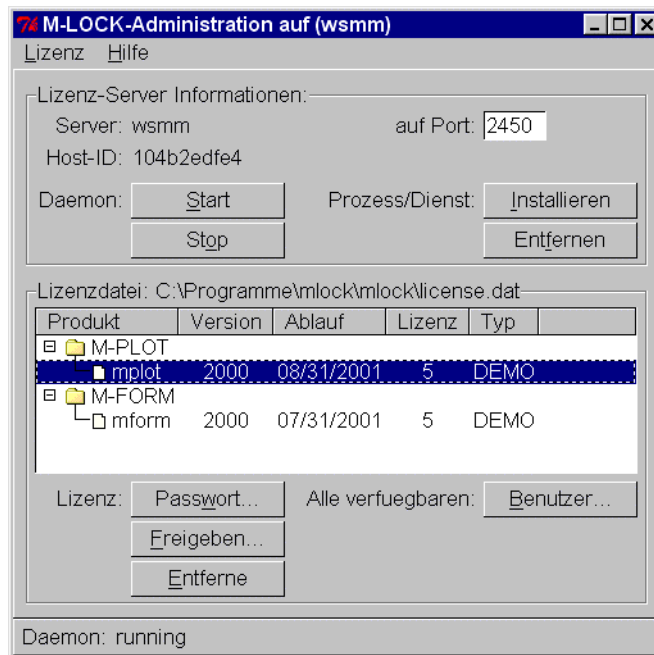 M-LOCK-Administration auf (wsmm)
Lizenz Hilfe
Lizenz-Server Informationen:
Server: wsmm auf Port: 2450
Host-ID: 104b2edfe4
Daemon: Start Prozess/Dienst: Installieren
Stop Entfernen
Lizenzdatei: C:\Programme\mlock\mlock\license.dat
Produkt Version Ablauf Lizenz Typ
M-PLOT
mplot 2000 08/31/2001 5 DEMO
M-FORM
mform 2000 07/31/2001 5 DEMO
Lizenz: Passwort... Alle verfuegbaren: Benutzer...
Freigeben...
Entferne
Daemon: running